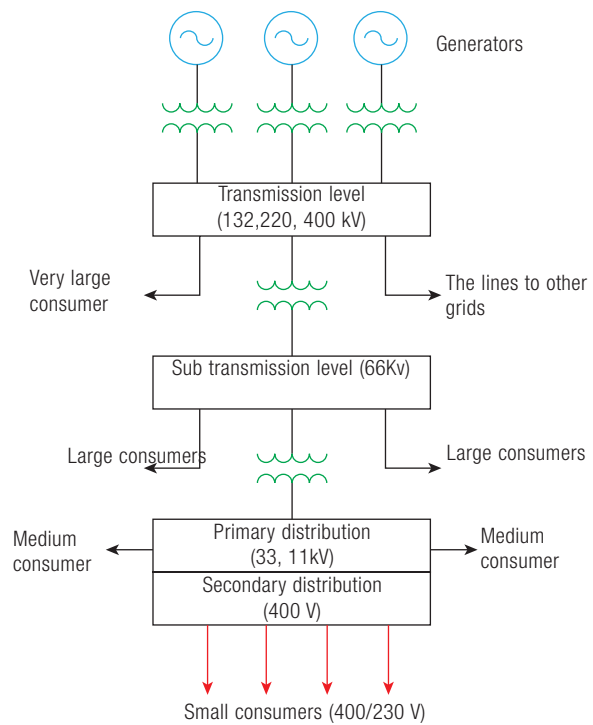 Generators
Transmission level
(132,220, 400 kV)
Very large
consumer
The lines to other
grids
Sub transmission level (66Kv)
Large consumers
Large consumers
Medium
consumer
Primary distribution
(33, 11kV)
Medium
consumer
Secondary distribution
(400 V)
Small consumers (400/230 V)